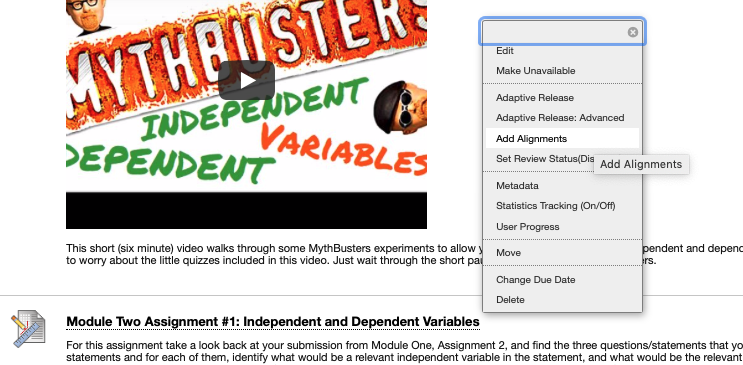 MYTHBUSTERS
INDEPENDENT
DEPENDENT VARIABLES
Edit
Make Unavailable
Adaptive Release
Adaptive Release: Advanced
Add Alignments
Set Review Status(Dis
Add Alignments
Metadata
Statistics Tracking (On/Off)
User Progress
Move
Change Due Date
Delete
This short (six minute) video walks through some MythBusters experiments to allow y pendent and depend
to worry about the little quizzes included in this video. Just wait through the short pau rs.
Module Two Assignment #1: Independent and Dependent Variables
For this assignment take a look back at your submission from Module One, Assignment 2, and find the three questions/statements that yo
statements and for each of them, identify what would be a relevant independent variable in the statement, and what would be the relevant